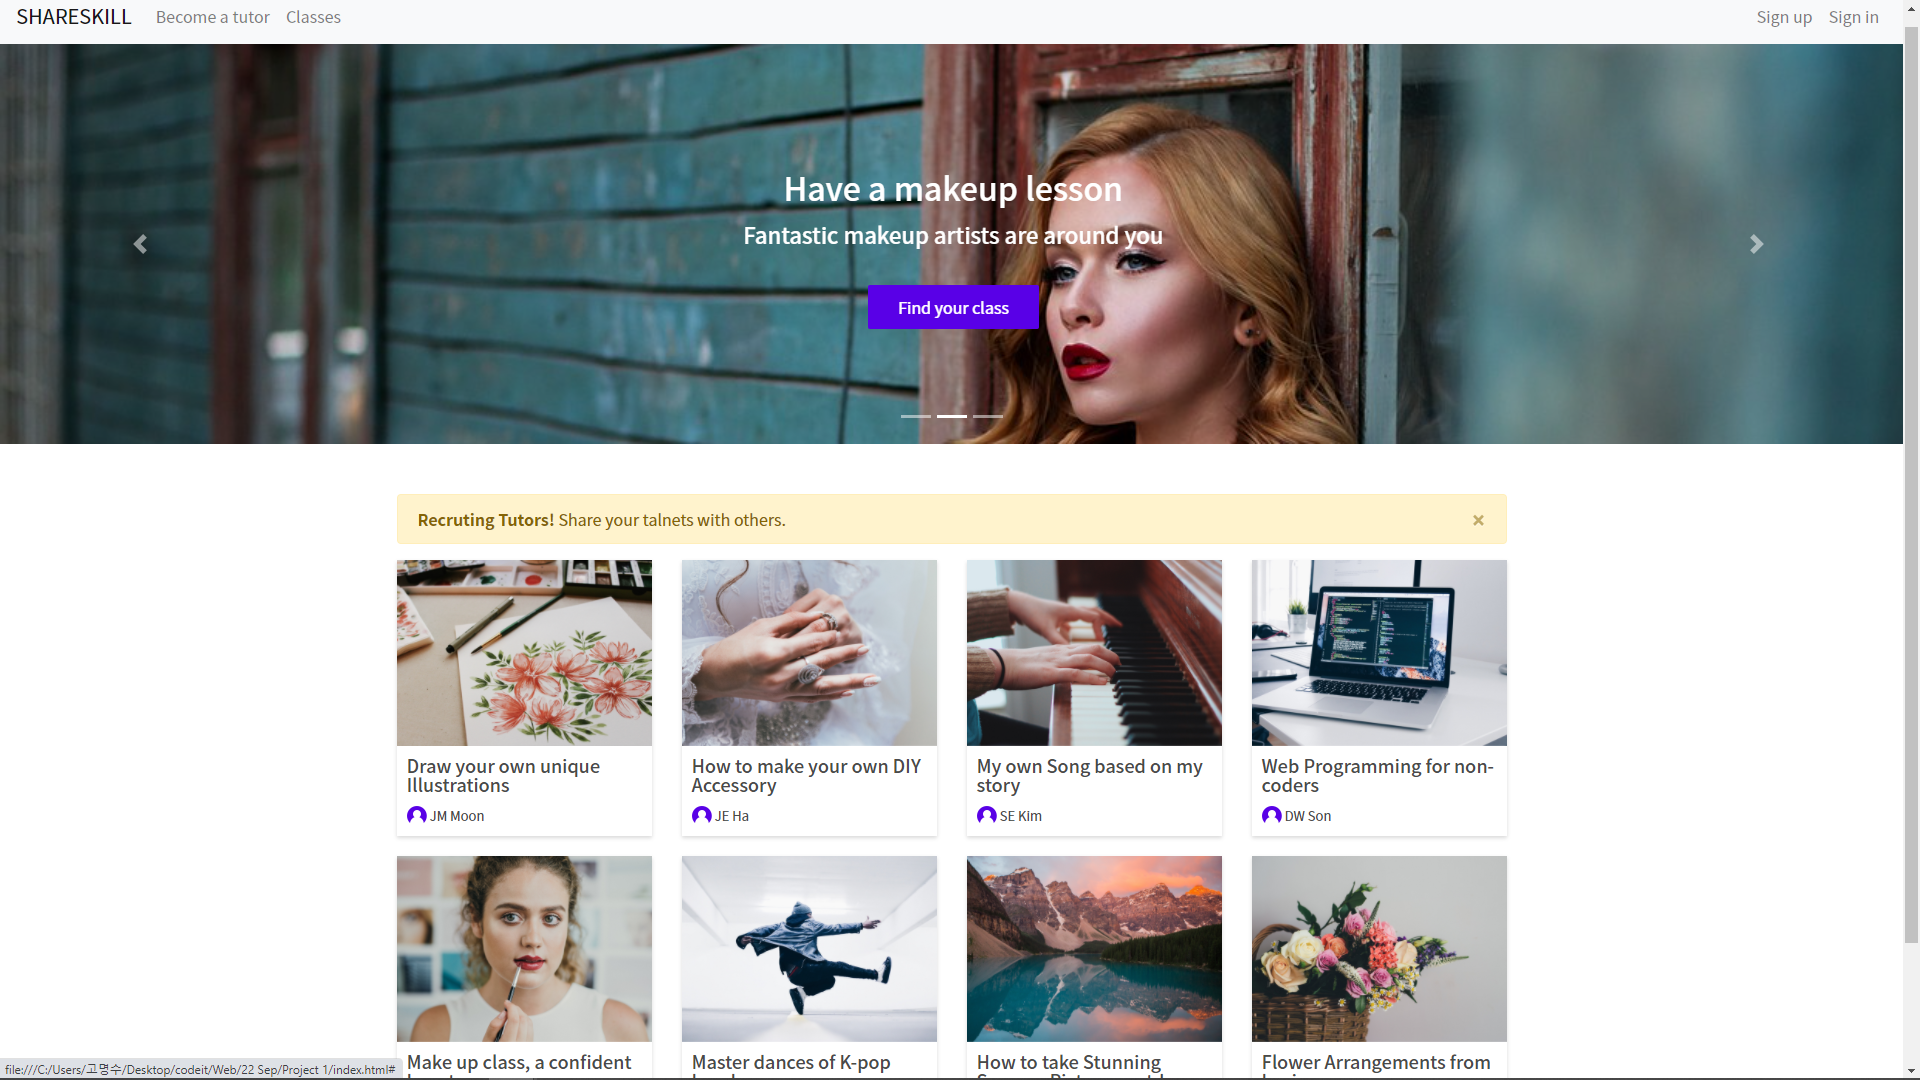 SHARESKILL Become a tutor Classes Sign up Sign in
Have a makeup lesson
Fantastic makeup artists are around you
Find your class
Recruting Tutors! Share your talnets with others. ×
Draw your own unique
Illustrations
JM Moon
How to make your own DIY
Accessory
JE Ha
My own Song based on my
story
SE Kim
Web Programming for non-
coders
DW Son
Make up class, a confident
Master dances of K-pop
How to take Stunning
Flower Arrangements from
file:///C:/Users/고명수/Desktop/codeit/Web/22 Sep/Project 1/index.html#